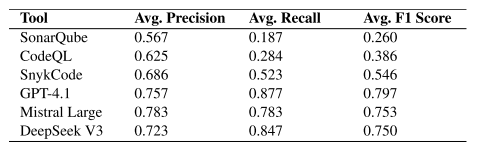 Tool Avg. Precision Avg. Recall Avg. F1 Score
SonarQube 0.567 0.187 0.260
CodeQL 0.625 0.284 0.386
SnykCode 0.686 0.523 0.546
GPT-4.1 0.757 0.877 0.797
Mistral Large 0.783 0.783 0.753
DeepSeek V3 0.723 0.847 0.750